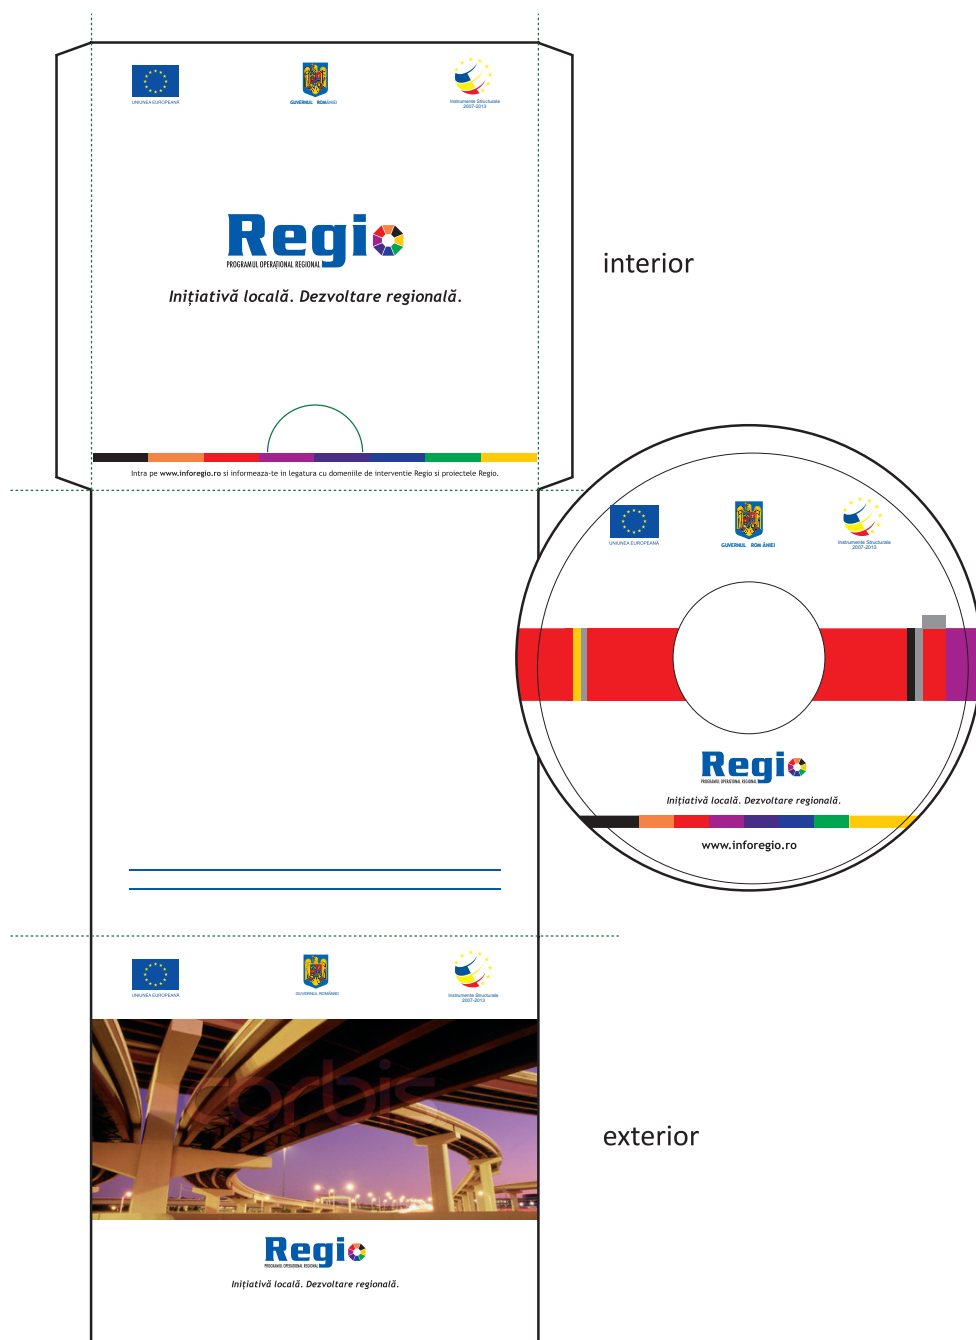 UNIUNEA EUROPEANĂ
GUVERNUL ROMÂNIEI
Instrumente Structurale
2007-2013
Regio
PROGRAMUL OPERAȚIONAL REGIONAL
Inițiativă locală. Dezvoltare regională.
interior
Intra pe www.inforegio.ro si informeaza-te in legatura cu domeniile de interventie Regio si proiectele Regio.
UNIUNEA EUROPEANĂ
GUVERNUL ROM ÂNIEI
Instrumente Structurale
2007-2013
Regio
PROGRAMUL OPERAȚIONAL REGIONAL
Inițiativă locală. Dezvoltare regională.
www.inforegio.ro
UNIUNEA EUROPEANĂ
GUVERNUL ROMÂNIEI
Instrumente Structurale
2007-2013
corbis
exterior
Regio
PROGRAMUL OPERAȚIONAL REGIONAL
Inițiativă locală. Dezvoltare regională.